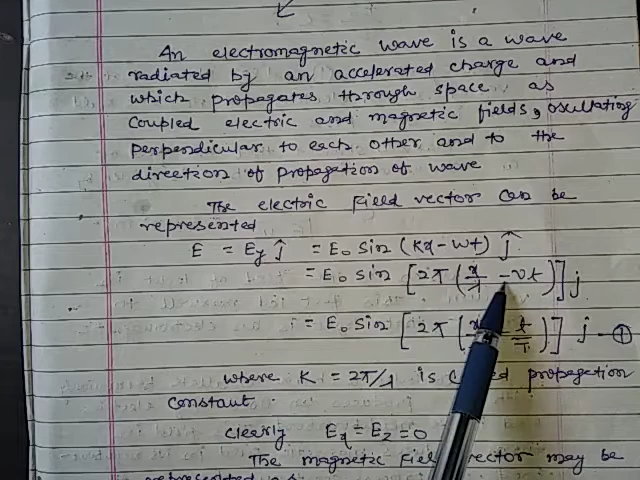 An electromagnetic wave is a wave
radiated by an accelerated charge and
which propagates through space as
coupled electric and magnetic fields, oscillating
perpendicular to each other and to the
direction of propagation of wave
The electric field vector can be
represented
E = Ey ĵ = E₀ sin (Kx - wt) ĵ
= E₀ sin [2π (x/λ - νt)] j
= E₀ sin [2π ( t/T )] j - ①
where K = 2π/λ is propagation
constant.
clearly Ex = Ez = 0
The magnetic vector may be
represented as